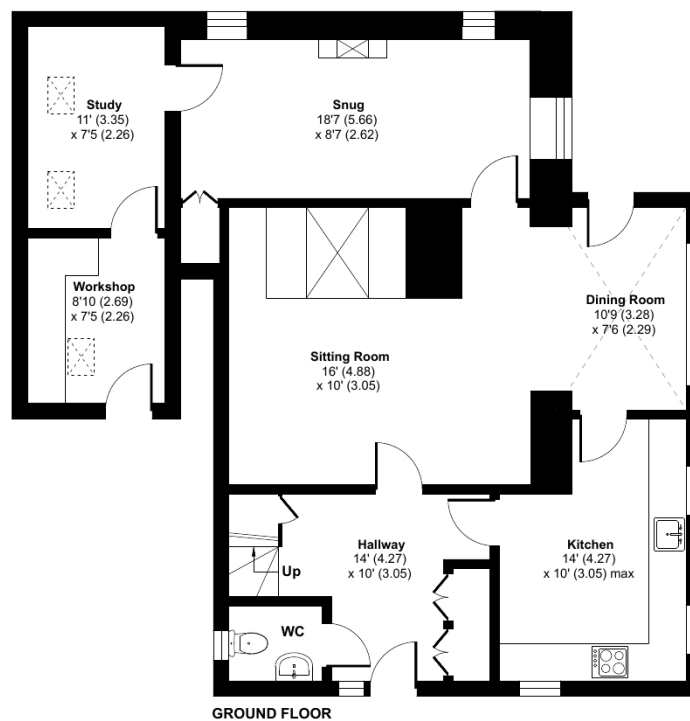 Study
11' (3.35)
x 7'5 (2.26)
Snug
18'7 (5.66)
x 8'7 (2.62)
Workshop
8'10 (2.69)
x 7'5 (2.26)
Dining Room
10'9 (3.28)
x 7'6 (2.29)
Sitting Room
16' (4.88)
x 10' (3.05)
Hallway
14' (4.27)
x 10' (3.05)
Kitchen
14' (4.27)
x 10' (3.05) max
Up
WC
GROUND FLOOR